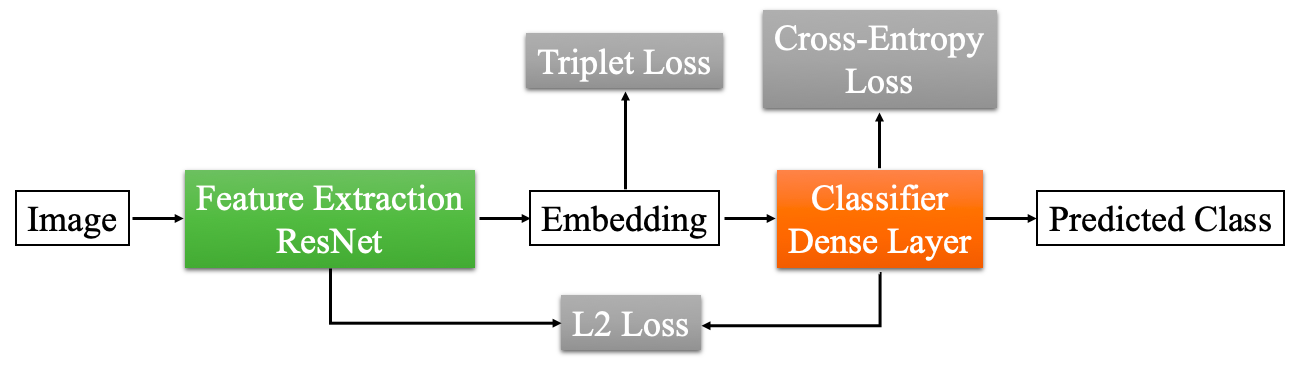 Triplet Loss
Cross-Entropy
Loss
Image
Feature Extraction
ResNet
Embedding
Classifier
Dense Layer
Predicted Class
L2 Loss